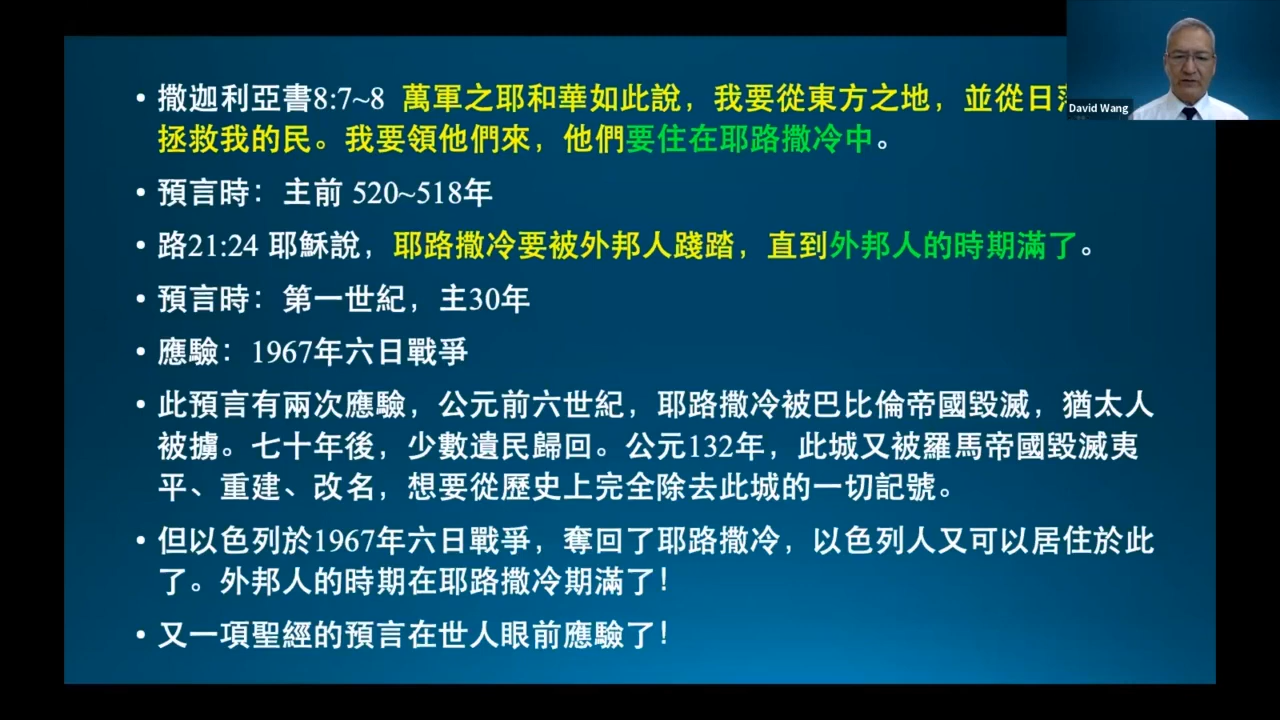 • 撒迦利亞書8:7~8 萬軍之耶和華如此說，我要從東方之地，並從日
拯救我的民。我要領他們來，他們要住在耶路撒冷中。
• 預言時：主前 520~518年
• 路21:24 耶穌說，耶路撒冷要被外邦人踐踏，直到外邦人的時期滿了。
• 預言時：第一世紀，主30年
• 應驗：1967年六日戰爭
• 此預言有兩次應驗，公元前六世紀，耶路撒冷被巴比倫帝國毀滅，猶太人
被擄。七十年後，少數遺民歸回。公元132年，此城又被羅馬帝國毀滅夷
平、重建、改名，想要從歷史上完全除去此城的一切記號。
• 但以色列於1967年六日戰爭，奪回了耶路撒冷，以色列人又可以居住於此
了。外邦人的時期在耶路撒冷期滿了！
• 又一項聖經的預言在世人眼前應驗了！
David Wang